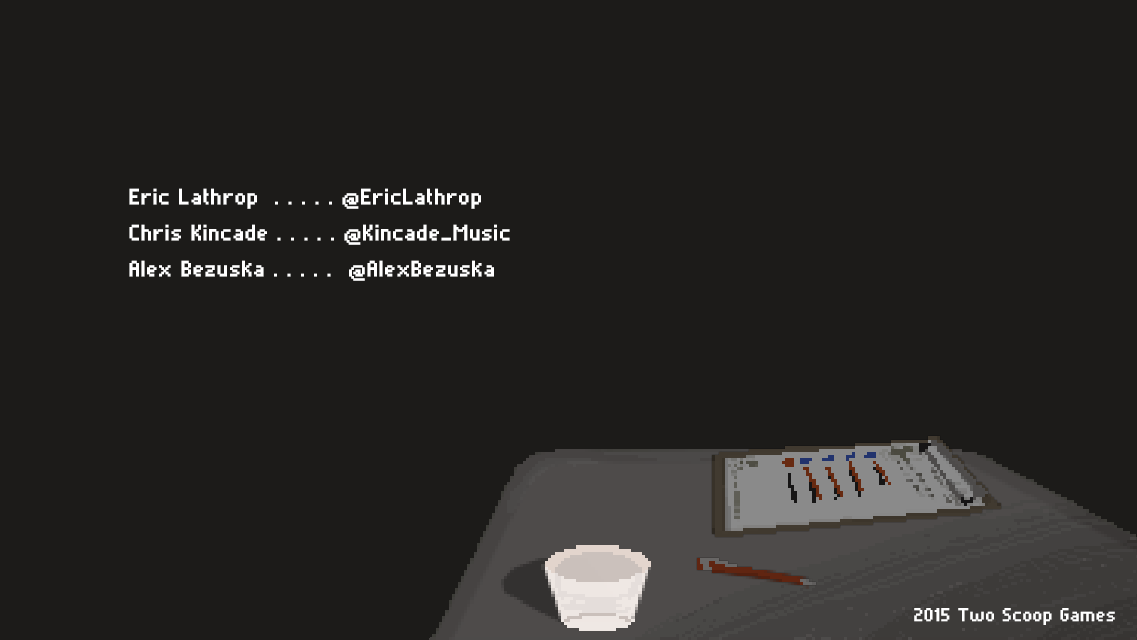 Eric Lathrop ..... @EricLathrop
Chris Kincade ..... @Kincade_Music
Alex Bezuska ..... @AlexBezuska
2015 Two Scoop Games